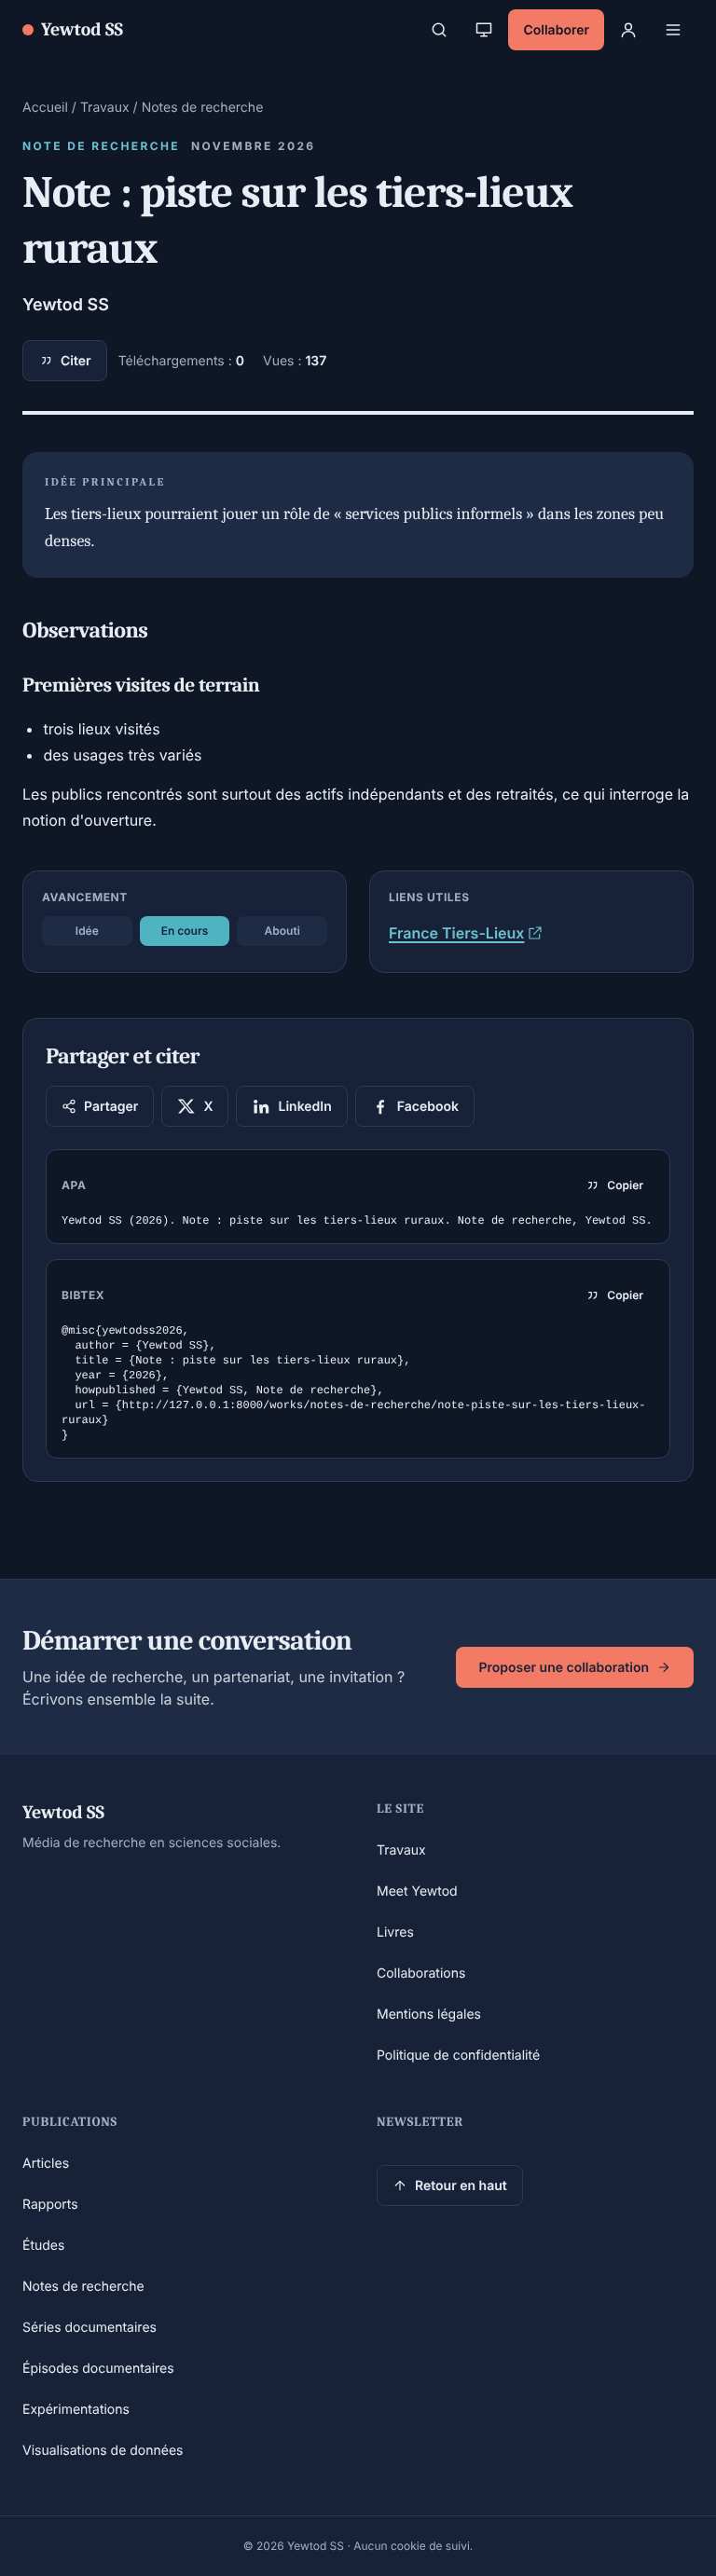 Yewtod SS
Collaborer
Accueil / Travaux / Notes de recherche
NOTE DE RECHERCHE NOVEMBRE 2026
Note : piste sur les tiers-lieux
ruraux
Yewtod SS
Citer
Téléchargements : 0 Vues : 137
IDÉE PRINCIPALE
Les tiers-lieux pourraient jouer un rôle de « services publics informels » dans les zones peu
denses.
Observations
Premières visites de terrain
• trois lieux visités
• des usages très variés
Les publics rencontrés sont surtout des actifs indépendants et des retraités, ce qui interroge la
notion d'ouverture.
AVANCEMENT
Idée
En cours
Abouti
LIENS UTILES
France Tiers-Lieux
Partager et citer
Partager
X
LinkedIn
Facebook
APA
Copier
Yewtod SS (2026). Note : piste sur les tiers-lieux ruraux. Note de recherche, Yewtod SS.
BIBTEX
Copier
@misc{yewtodss2026,
author = {Yewtod SS},
title = {Note : piste sur les tiers-lieux ruraux},
year = {2026},
howpublished = {Yewtod SS, Note de recherche},
url = {http://127.0.0.1:8000/works/notes-de-recherche/note-piste-sur-les-tiers-lieux-
ruraux}
}
Démarrer une conversation
Une idée de recherche, un partenariat, une invitation ?
Écrivons ensemble la suite.
Proposer une collaboration
Yewtod SS
Média de recherche en sciences sociales.
LE SITE
Travaux
Meet Yewtod
Livres
Collaborations
Mentions légales
Politique de confidentialité
PUBLICATIONS
Articles
Rapports
Études
Notes de recherche
Séries documentaires
Épisodes documentaires
Expérimentations
Visualisations de données
NEWSLETTER
Retour en haut
© 2026 Yewtod SS · Aucun cookie de suivi.